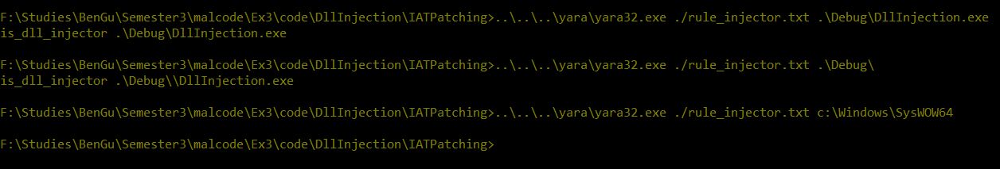 F:\Studies\BenGu\Semester3\malcode\Ex3\code\DllInjection\IATPatching>..\..\..\yara\yara32.exe ./rule_injector.txt .\Debug\DllInjection.exe
is_dll_injector .\Debug\DllInjection.exe
F:\Studies\BenGu\Semester3\malcode\Ex3\code\DllInjection\IATPatching>..\..\..\yara\yara32.exe ./rule_injector.txt .\Debug\
is_dll_injector .\Debug\\DllInjection.exe
F:\Studies\BenGu\Semester3\malcode\Ex3\code\DllInjection\IATPatching>..\..\..\yara\yara32.exe ./rule_injector.txt c:\Windows\SysWOW64
F:\Studies\BenGu\Semester3\malcode\Ex3\code\DllInjection\IATPatching>